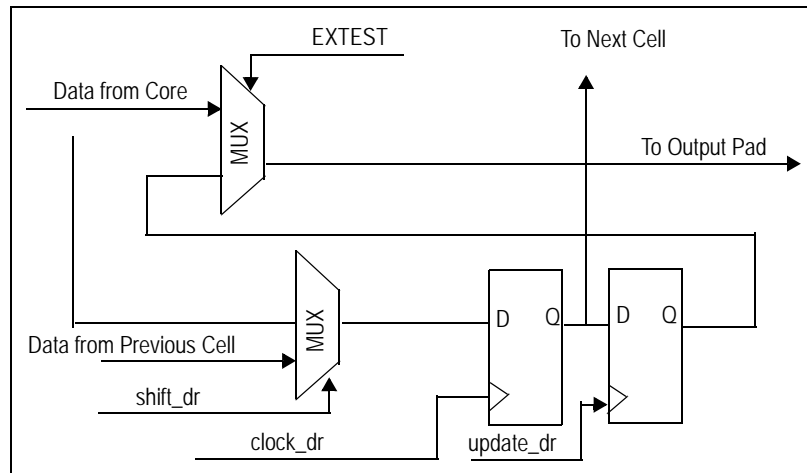 EXTEST
To Next Cell
Data from Core
MUX
To Output Pad
MUX
D Q
D Q
Data from Previous Cell
shift_dr
clock_dr
update_dr